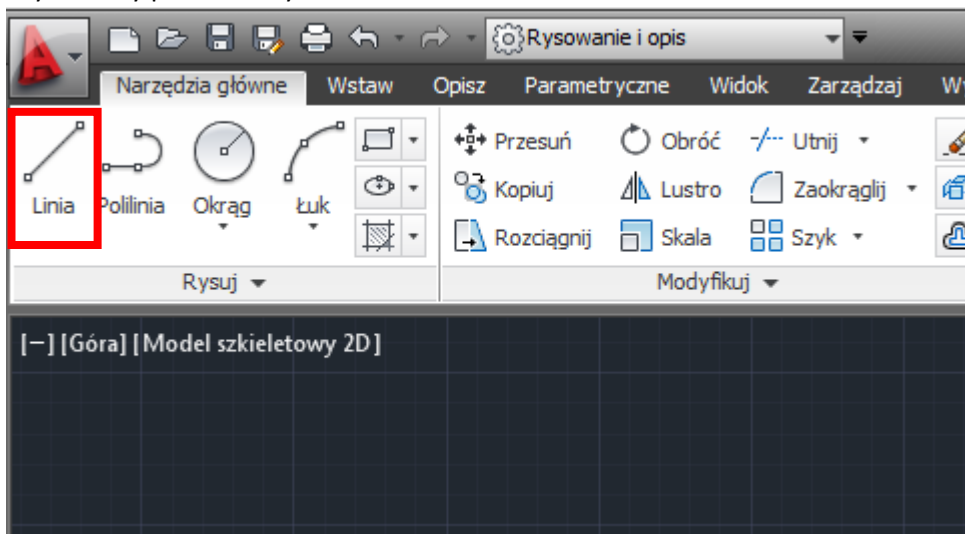 Rysowanie i opis
Narzędzia główne Wstaw Opisz Parametryczne Widok Zarządzaj
Linia Polilinia Okrąg Łuk
Przesuń Obróć Utnij
Kopiuj Lustro Zaokrąglij
Rozciągnij Skala Szyk
Rysuj Modyfikuj
[—] [Góra] [Model szkieletowy 2D]